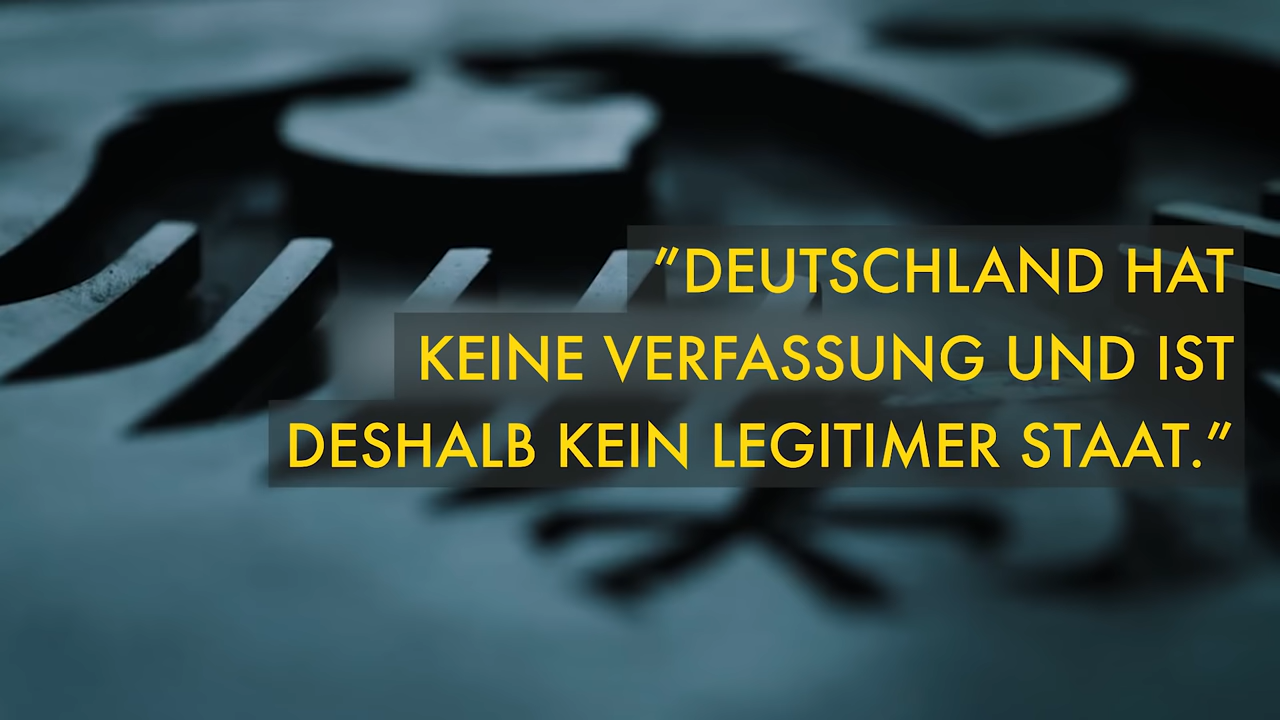 "DEUTSCHLAND HAT
KEINE VERFASSUNG UND IST
DESHALB KEIN LEGITIMER STAAT."